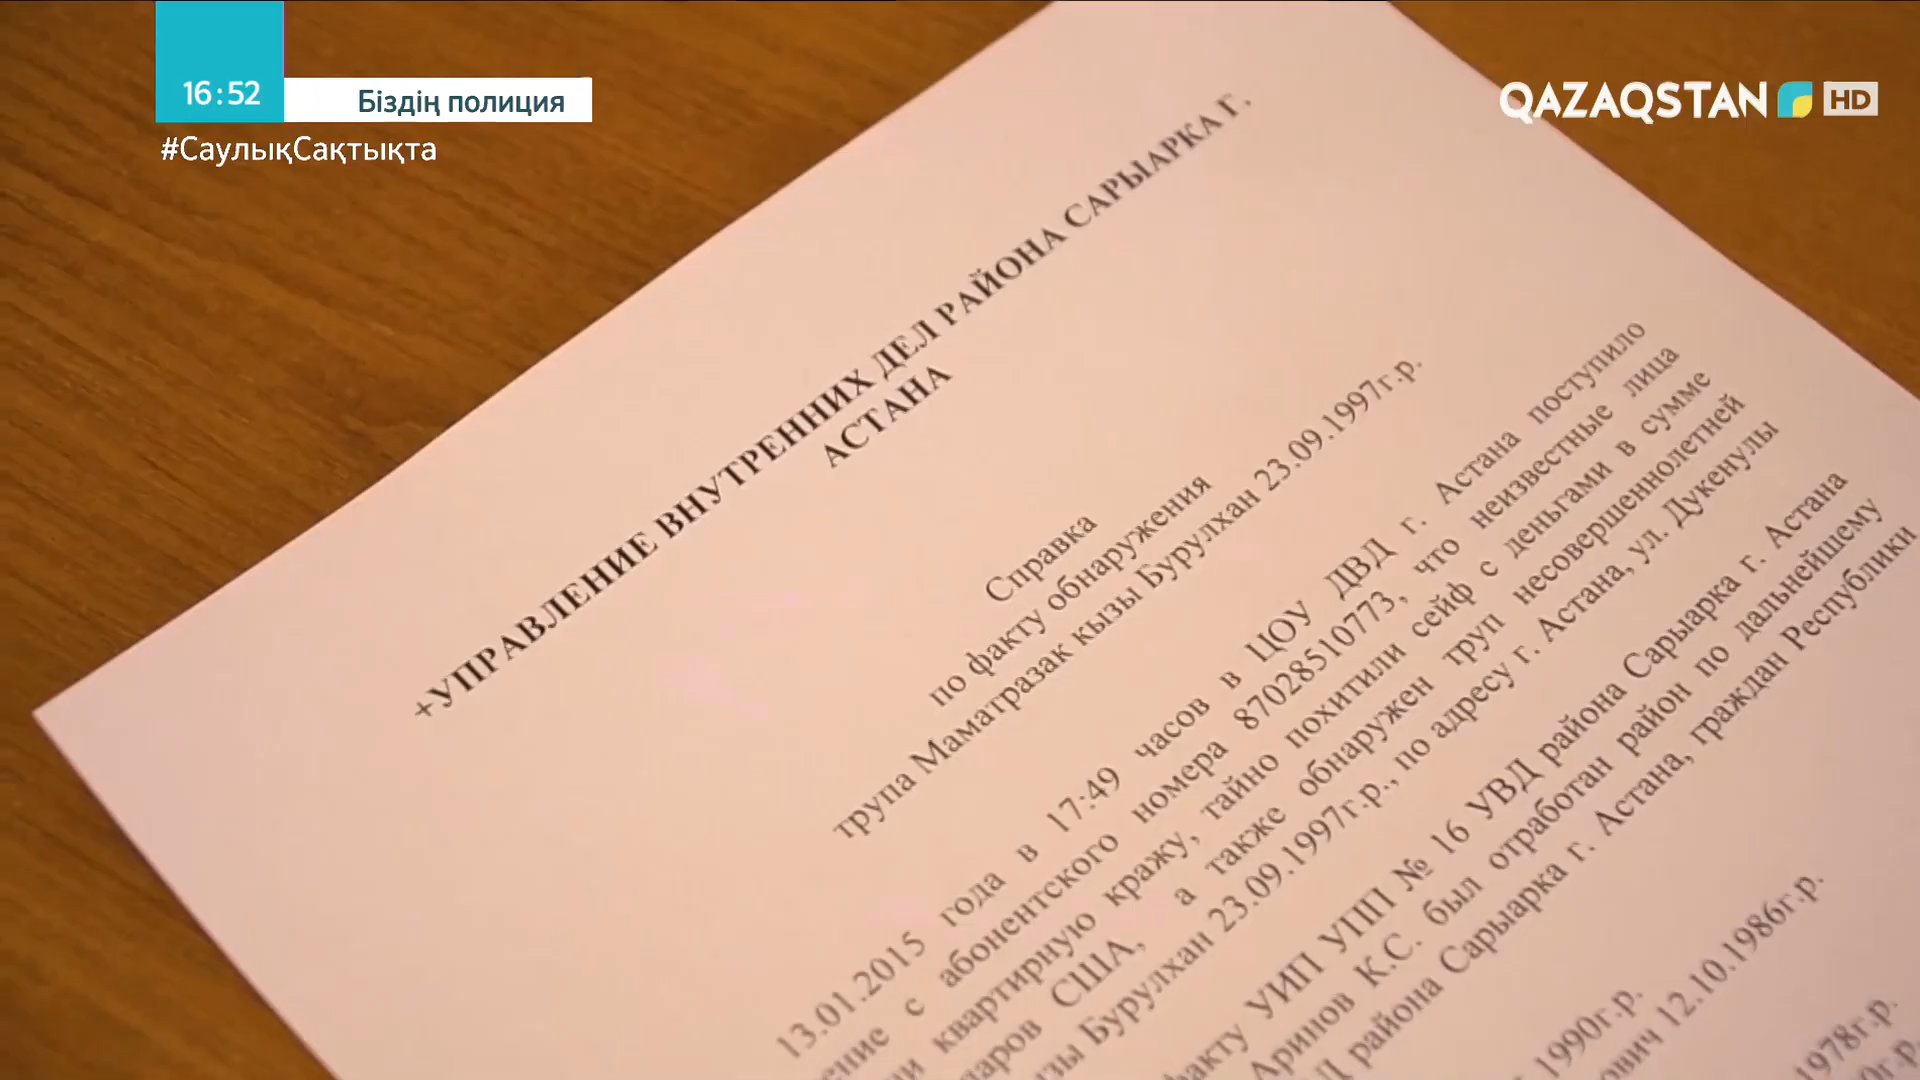 16:52
Біздің полиция
#СаулықСақтықта
QAZAQSTAN HD
+УПРАВЛЕНИЕ ВНУТРЕННИХ ДЕЛ РАЙОНА САРЫАРКА Г.
АСТАНА
Справка
по факту обнаружения
трупа Маматразак кызы Бурулхан 23.09.1997г.р.
13.01.2015 года в 17:49 часов в ЦОУ ДВД г. Астана поступило
с абонентского номера 87028510773, что неизвестные лица
квартирную кражу, тайно похитили сейф с деньгами в сумме
США, а также обнаружен труп несовершеннолетней
Бурулхан 23.09.1997г.р., по адресу г. Астана, ул. Дукенулы
УИП УПП № 16 УВД района Сарыарка г. Астана
Аринов К.С. был отработан район по дальнейшему
района Сарыарка г. Астана, граждан Республики
1990г.р.
12.10.1986г.р.
1978г.р.